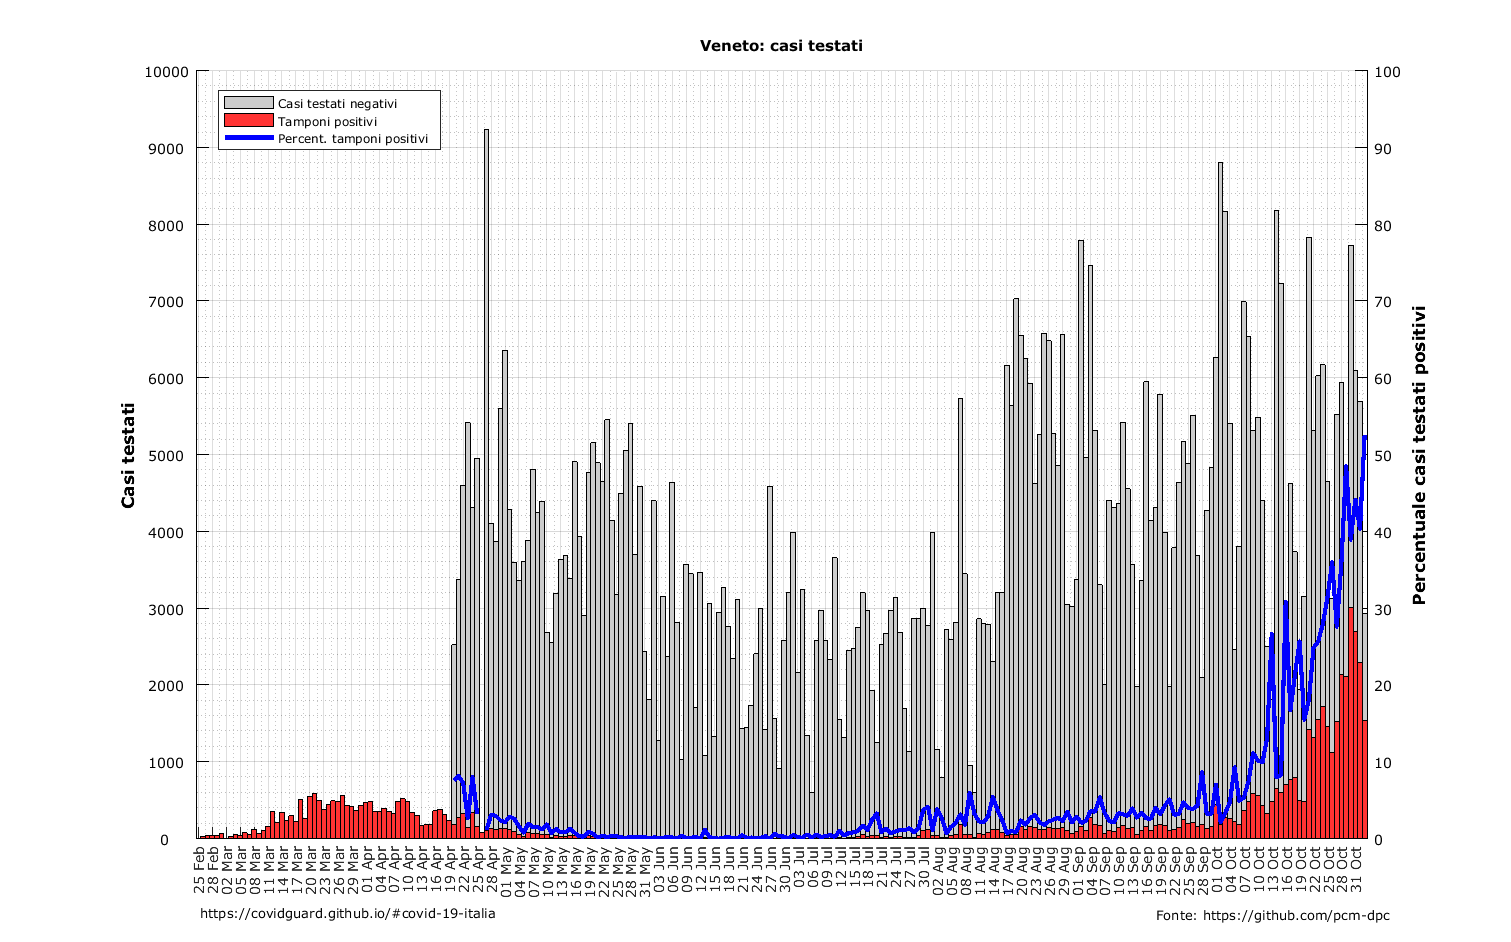 Veneto: casi testati
Casi testati negativi
Tamponi positivi
Percent. tamponi positivi
Casi testati
10000
9000
8000
7000
6000
5000
4000
3000
2000
1000
0
100
90
80
70
60
50
40
30
20
10
0
Percentuale casi testati positivi
25 Feb
28 Feb
02 Mar
05 Mar
08 Mar
11 Mar
14 Mar
17 Mar
20 Mar
23 Mar
26 Mar
29 Mar
01 Apr
04 Apr
07 Apr
10 Apr
13 Apr
16 Apr
19 Apr
22 Apr
25 Apr
28 Apr
01 May
04 May
07 May
10 May
13 May
16 May
19 May
22 May
25 May
28 May
31 May
03 Jun
06 Jun
09 Jun
12 Jun
15 Jun
18 Jun
21 Jun
24 Jun
27 Jun
30 Jun
03 Jul
06 Jul
09 Jul
12 Jul
15 Jul
18 Jul
21 Jul
24 Jul
27 Jul
30 Jul
02 Aug
05 Aug
08 Aug
11 Aug
14 Aug
17 Aug
20 Aug
23 Aug
26 Aug
29 Aug
01 Sep
04 Sep
07 Sep
10 Sep
13 Sep
16 Sep
19 Sep
22 Sep
25 Sep
28 Sep
01 Oct
04 Oct
07 Oct
10 Oct
13 Oct
16 Oct
19 Oct
22 Oct
25 Oct
28 Oct
31 Oct
https://covidguard.github.io/#covid-19-italia
Fonte: https://github.com/pcm-dpc